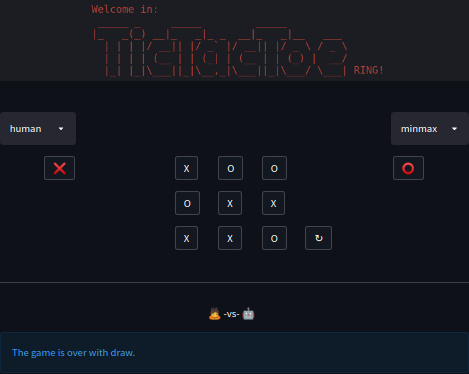 Welcome in:
TicTacToe
RING!
human
minmax
❌
X O O
⭕
O X X
X X O ↻
🙇 -vs- 🤖
The game is over with draw.